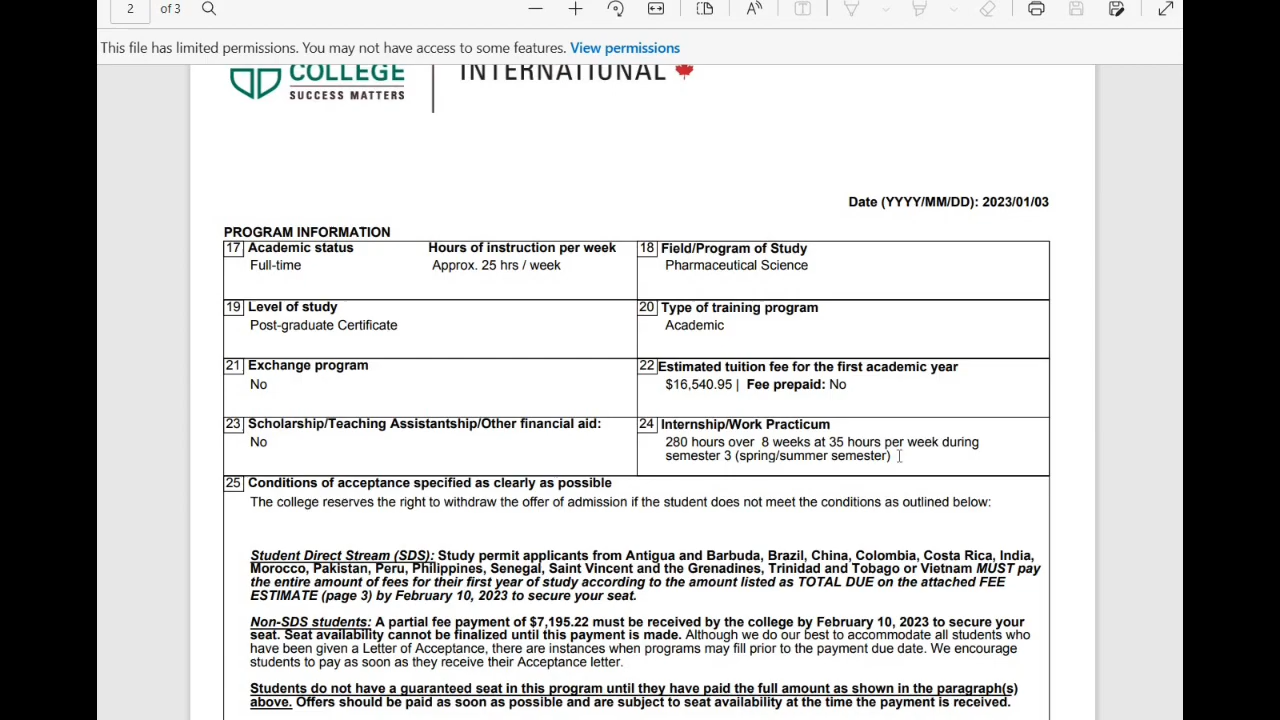 2 of 3
This file has limited permissions. You may not have access to some features. View permissions
COLLEGE INTERNATIONAL
SUCCESS MATTERS
Date (YYYY/MM/DD): 2023/01/03
PROGRAM INFORMATION
17 Academic status Hours of instruction per week
Full-time Approx. 25 hrs / week
18 Field/Program of Study
Pharmaceutical Science
19 Level of study
Post-graduate Certificate
20 Type of training program
Academic
21 Exchange program
No
22 Estimated tuition fee for the first academic year
$16,540.95 | Fee prepaid: No
23 Scholarship/Teaching Assistantship/Other financial aid:
No
24 Internship/Work Practicum
280 hours over 8 weeks at 35 hours per week during
semester 3 (spring/summer semester)
25 Conditions of acceptance specified as clearly as possible
The college reserves the right to withdraw the offer of admission if the student does not meet the conditions as outlined below:
Student Direct Stream (SDS): Study permit applicants from Antigua and Barbuda, Brazil, China, Colombia, Costa Rica, India,
Morocco, Pakistan, Peru, Philippines, Senegal, Saint Vincent and the Grenadines, Trinidad and Tobago or Vietnam MUST pay
the entire amount of fees for their first year of study according to the amount listed as TOTAL DUE on the attached FEE
ESTIMATE (page 3) by February 10, 2023 to secure your seat.
Non-SDS students: A partial fee payment of $7,195.22 must be received by the college by February 10, 2023 to secure your
seat. Seat availability cannot be finalized until this payment is made. Although we do our best to accommodate all students who
have been given a Letter of Acceptance, there are instances when programs may fill prior to the payment due date. We encourage
students to pay as soon as they receive their Acceptance letter.
Students do not have a guaranteed seat in this program until they have paid the full amount as shown in the paragraph(s)
above. Offers should be paid as soon as possible and are subject to seat availability at the time the payment is received.